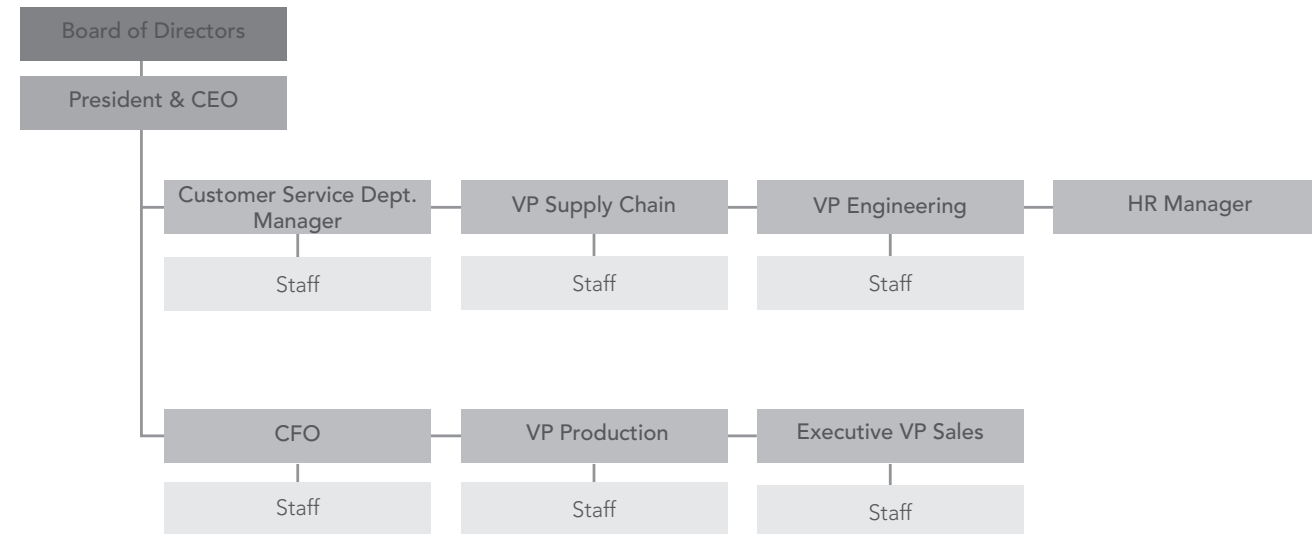 Board of Directors
President & CEO
Customer Service Dept.
Manager
VP Supply Chain
VP Engineering
HR Manager
Staff
Staff
Staff
CFO
VP Production
Executive VP Sales
Staff
Staff
Staff